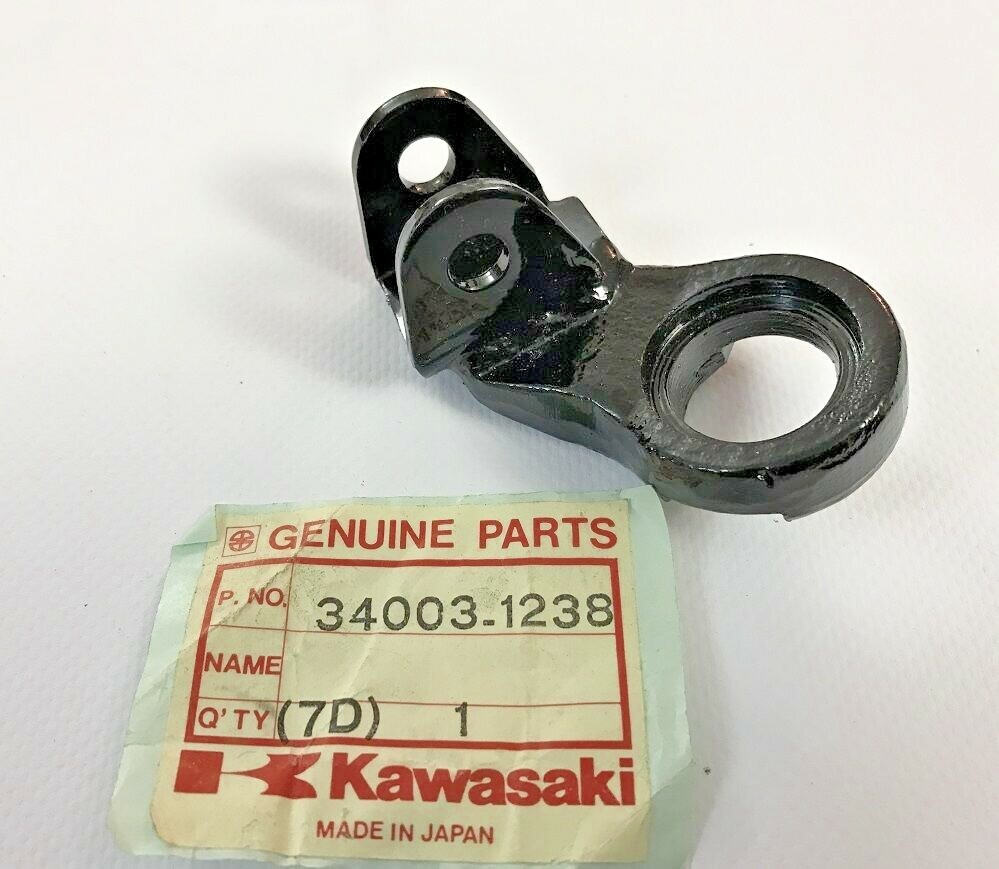 GENUINE PARTS
P. NO. 34003-1238
NAME
Q'TY (7D) 1
Kawasaki
MADE IN JAPAN